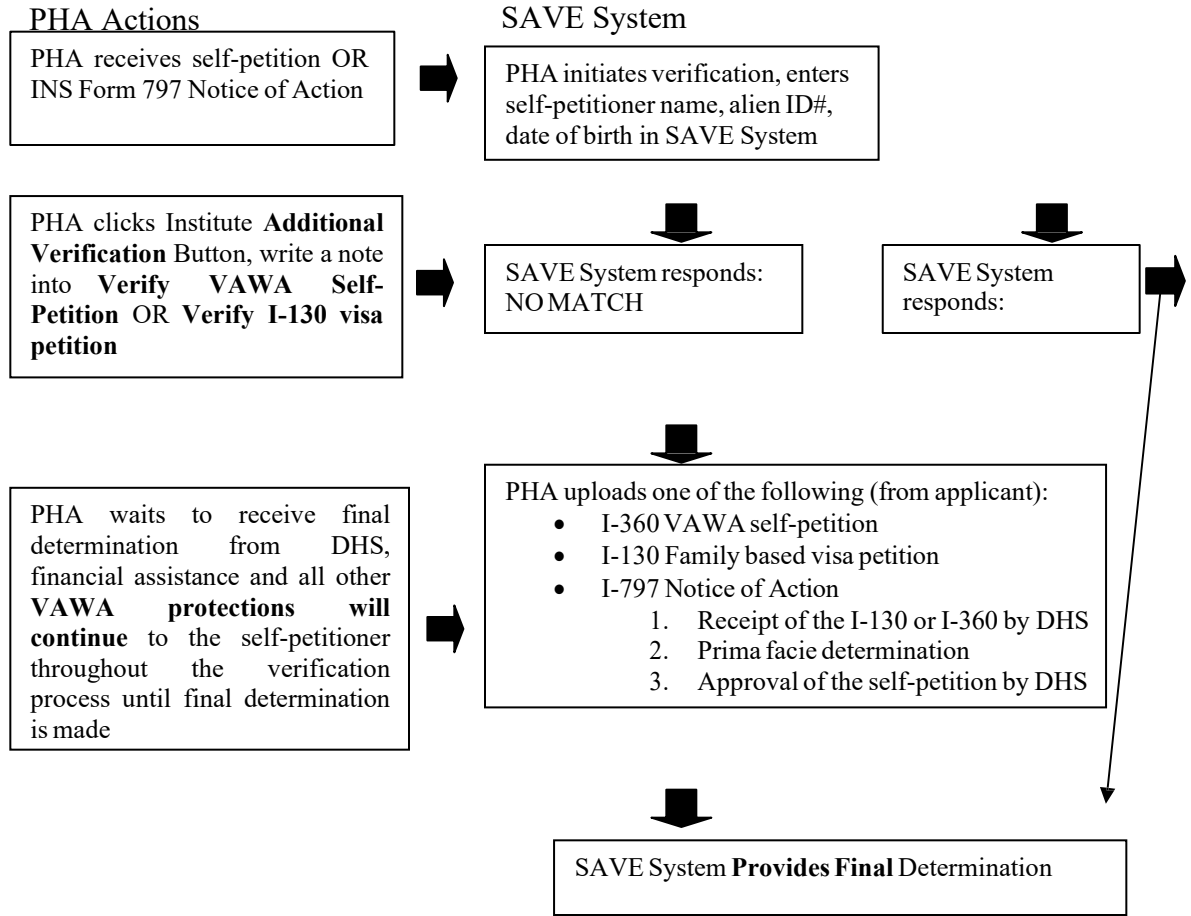 PHA Actions
SAVE System
PHA receives self-petition OR
INS Form 797 Notice of Action
PHA initiates verification, enters
self-petitioner name, alien ID#,
date of birth in SAVE System
PHA clicks Institute Additional
Verification Button, write a note
into Verify VAWA Self-
Petition OR Verify I-130 visa
petition
SAVE System responds:
NO MATCH
SAVE System
responds:
PHA waits to receive final
determination from DHS,
financial assistance and all other
VAWA protections will
continue to the self-petitioner
throughout the verification
process until final determination
is made
PHA uploads one of the following (from applicant):
• I-360 VAWA self-petition
• I-130 Family based visa petition
• I-797 Notice of Action
1. Receipt of the I-130 or I-360 by DHS
2. Prima facie determination
3. Approval of the self-petition by DHS
SAVE System Provides Final Determination